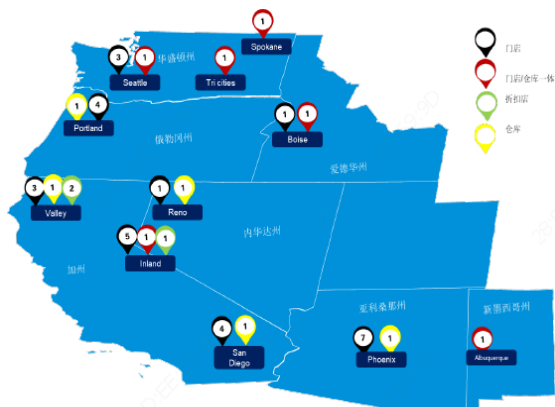 1
Spokane
门店
3 1 华盛顿州 1
门店/仓库一体
Seattle Tri cities
折扣店
1 4
仓库
Portland
1 1
俄勒冈州 Boise
爱德华州
3 1 2 1 1
Valley Reno
内华达州
5 1 1
加州 Inland
亚利桑那州 新墨西哥州
4 1 7 1 1
San
Diego
Phoenix Albuquerque